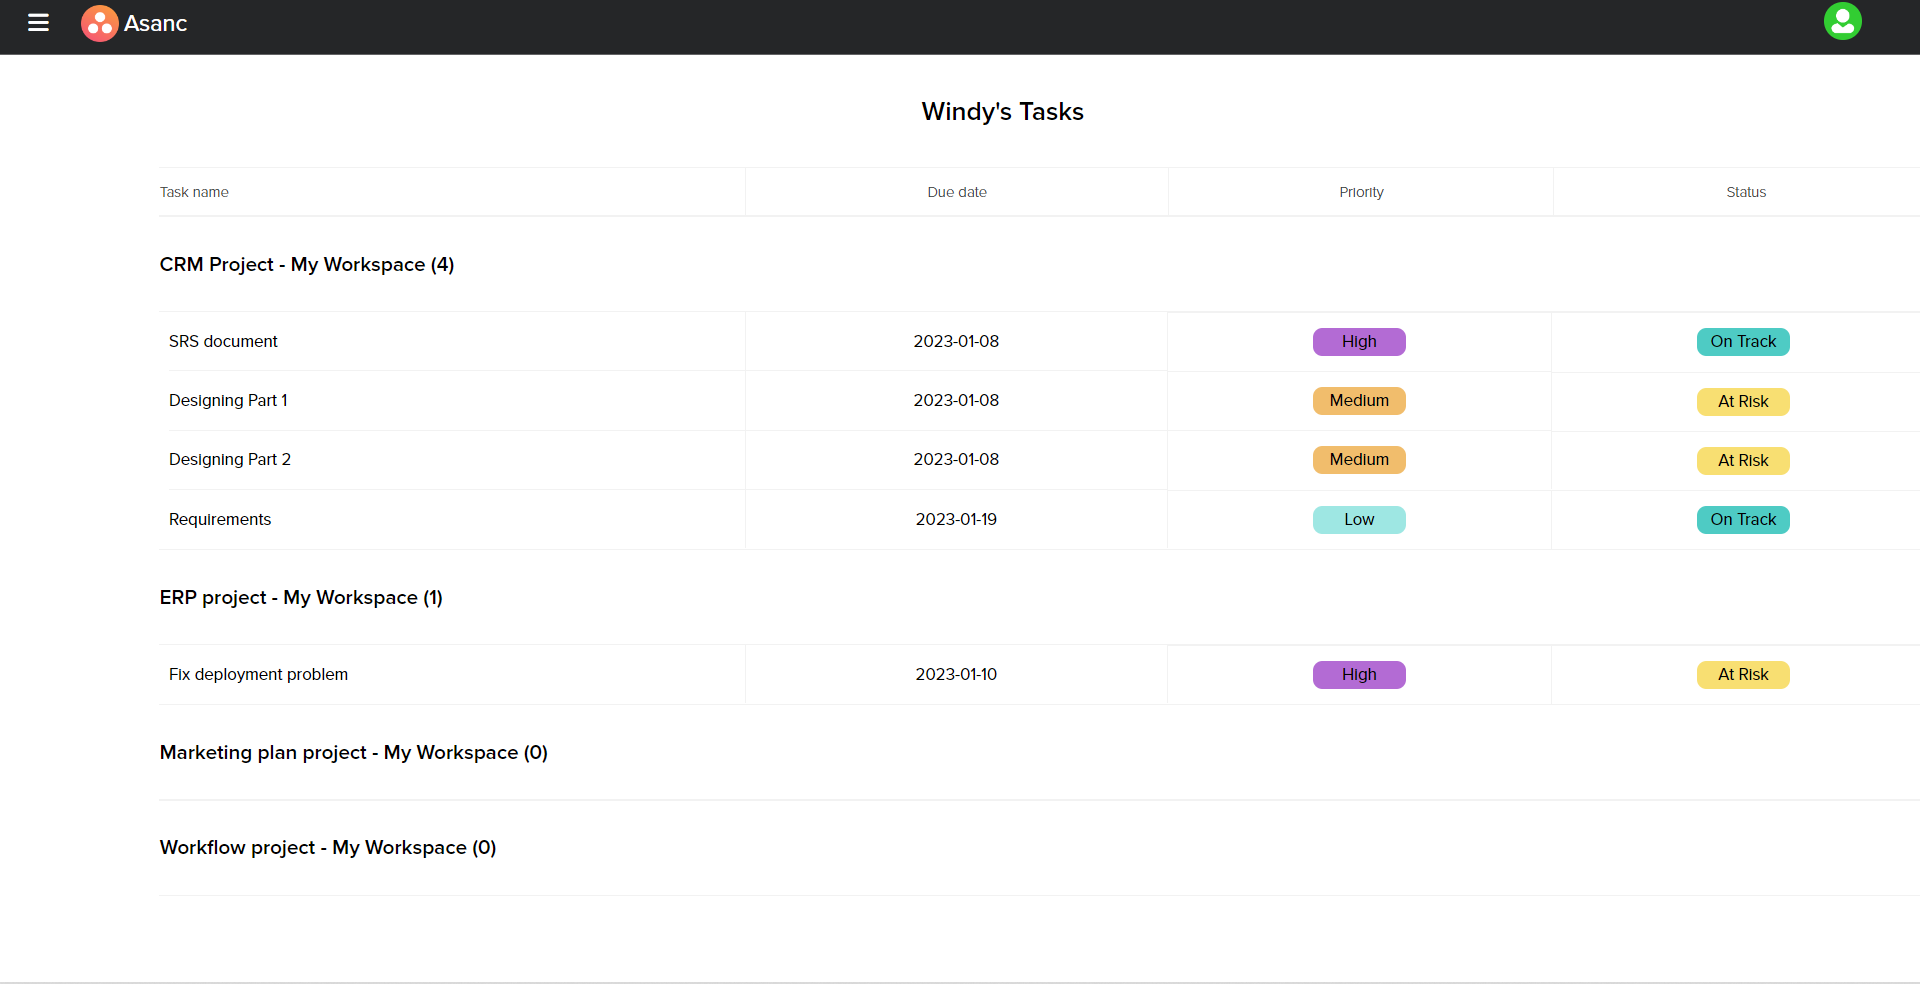 Asanc
Windy's Tasks
Task name Due date Priority Status
CRM Project - My Workspace (4)
SRS document 2023-01-08 High On Track
Designing Part 1 2023-01-08 Medium At Risk
Designing Part 2 2023-01-08 Medium At Risk
Requirements 2023-01-19 Low On Track
ERP project - My Workspace (1)
Fix deployment problem 2023-01-10 High At Risk
Marketing plan project - My Workspace (0)
Workflow project - My Workspace (0)